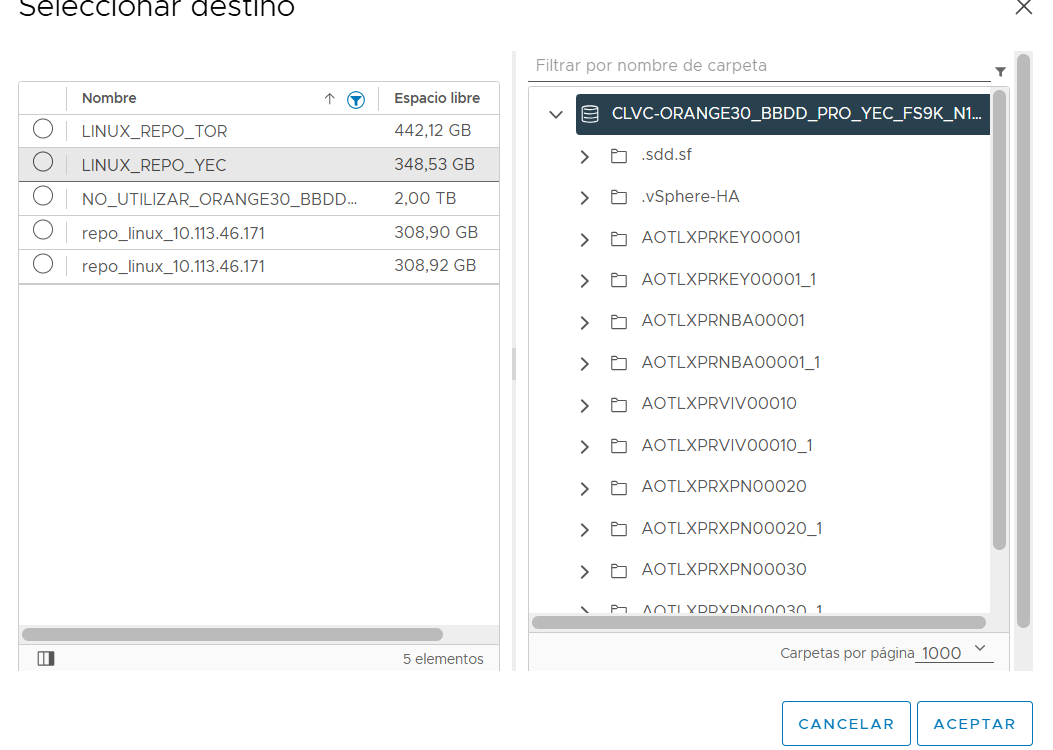 Seleccionar destino
Nombre Espacio libre
LINUX_REPO_TOR 442,12 GB
LINUX_REPO_YEC 348,53 GB
NO_UTILIZAR_ORANGE30_BBDD... 2,00 TB
repo_linux_10.113.46.171 308,90 GB
repo_linux_10.113.46.171 308,92 GB
5 elementos
Filtrar por nombre de carpeta
CLVC-ORANGE30_BBDD_PRO_YEC_FS9K_N1...
.sdd.sf
.vSphere-HA
AOTLXPRKEY00001
AOTLXPRKEY00001_1
AOTLXPRNBA00001
AOTLXPRNBA00001_1
AOTLXPRVIV00010
AOTLXPRVIV00010_1
AOTLXPRXPN00020
AOTLXPRXPN00020_1
AOTLXPRXPN00030
AOTLXPRXPN00030_1
Carpetas por página 1000
CANCELAR ACEPTAR